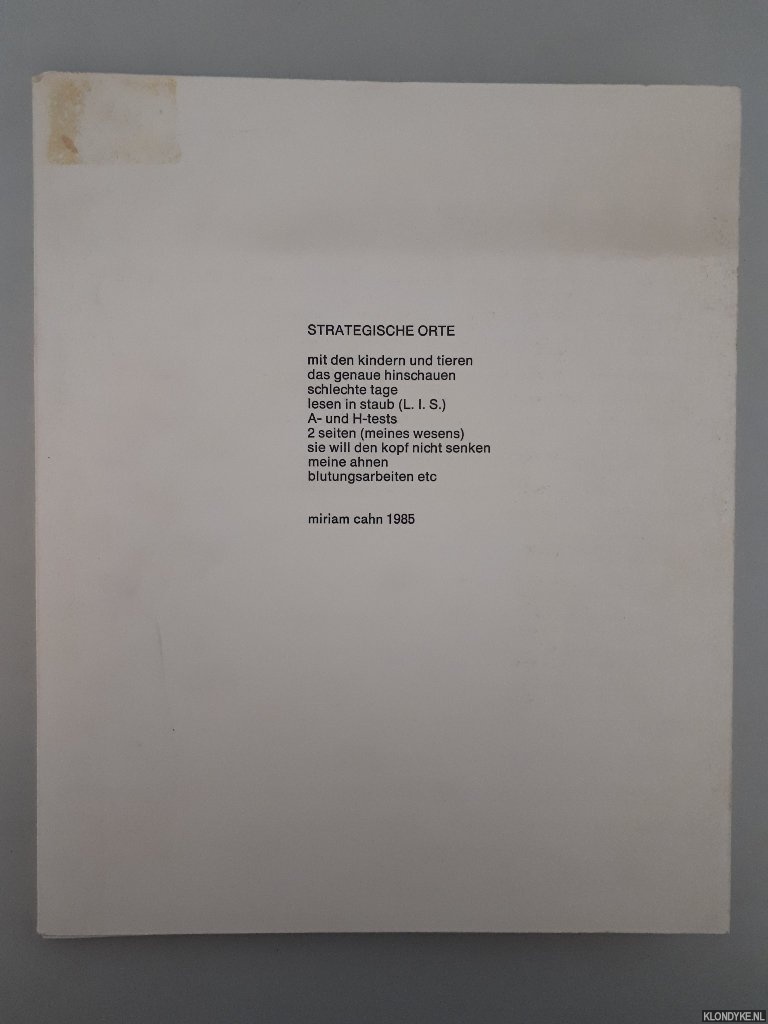 STRATEGISCHE ORTE
mit den kindern und tieren
das genaue hinschauen
schlechte tage
lesen in staub (L. I. S.)
A- und H-tests
2 seiten (meines wesens)
sie will den kopf nicht senken
meine ahnen
blutungsarbeiten etc
miriam cahn 1985
KLONDYKE.NL